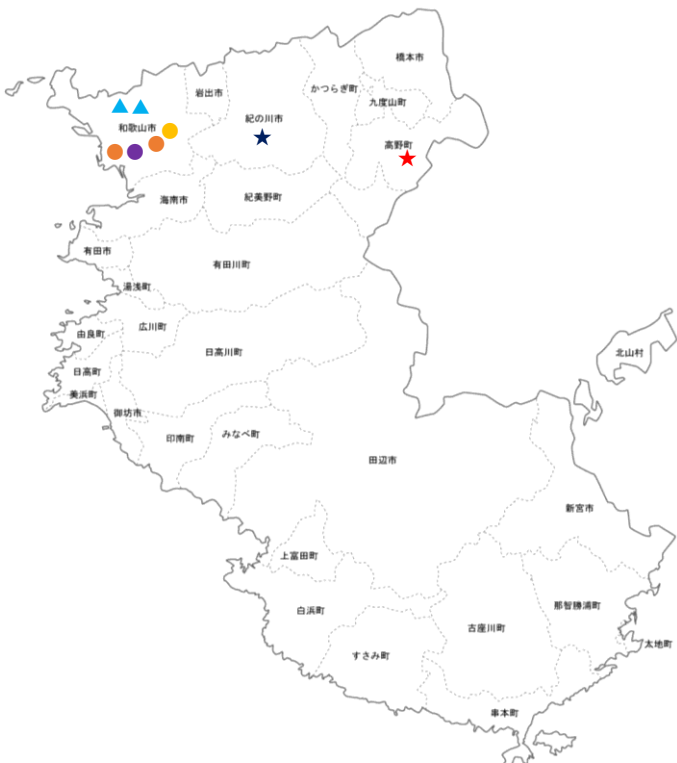 橋本市
岩出市
かつらぎ町
九度山町
紀の川市
和歌山市
高野町
海南市
紀美野町
有田市
有田川町
湯浅町
広川町
由良町
日高川町
北山村
日高町
美浜町
御坊市
印南町
みなべ町
田辺市
新宮市
上富田町
白浜町
那智勝浦町
古座川町
太地町
すさみ町
串本町